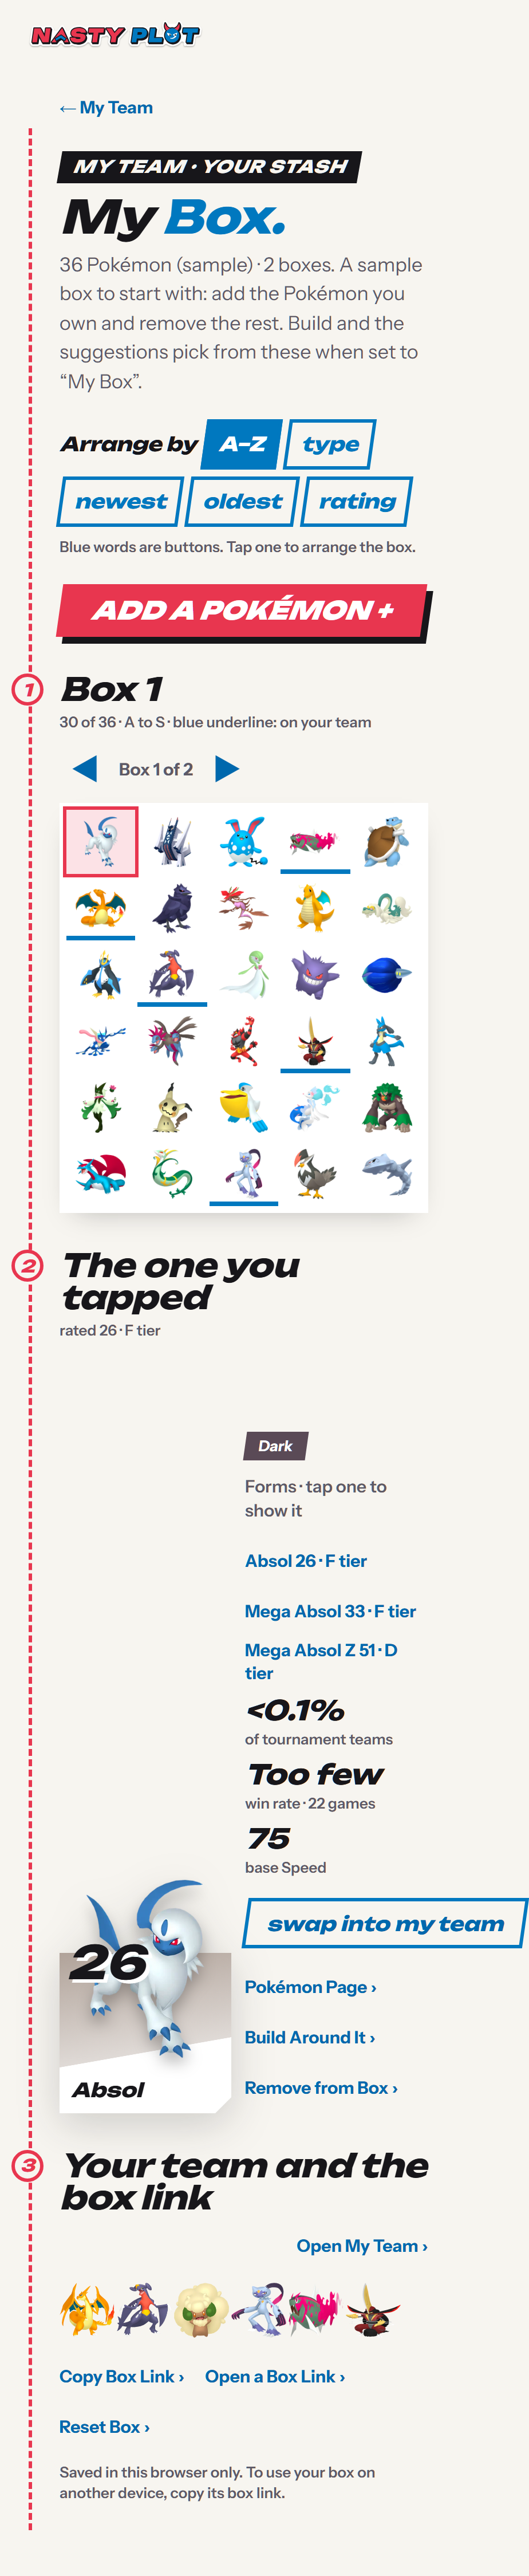 NASTY PLOT
← My Team
MY TEAM · YOUR STASH
My Box.
36 Pokémon (sample) · 2 boxes. A sample
box to start with: add the Pokémon you
own and remove the rest. Build and the
suggestions pick from these when set to
“My Box”.
Arrange by A–Z type
newest oldest rating
Blue words are buttons. Tap one to arrange the box.
ADD A POKÉMON +
1 Box 1
30 of 36 · A to S · blue underline: on your team
Box 1 of 2
2 The one you
tapped
rated 26 · F tier
Dark
Forms · tap one to
show it
Absol 26 · F tier
Mega Absol 33 · F tier
Mega Absol Z 51 · D
tier
<0.1%
of tournament teams
Too few
win rate · 22 games
75
base Speed
swap into my team
26
Absol
Pokémon Page ›
Build Around It ›
Remove from Box ›
3 Your team and the
box link
Open My Team ›
Copy Box Link › Open a Box Link ›
Reset Box ›
Saved in this browser only. To use your box on
another device, copy its box link.